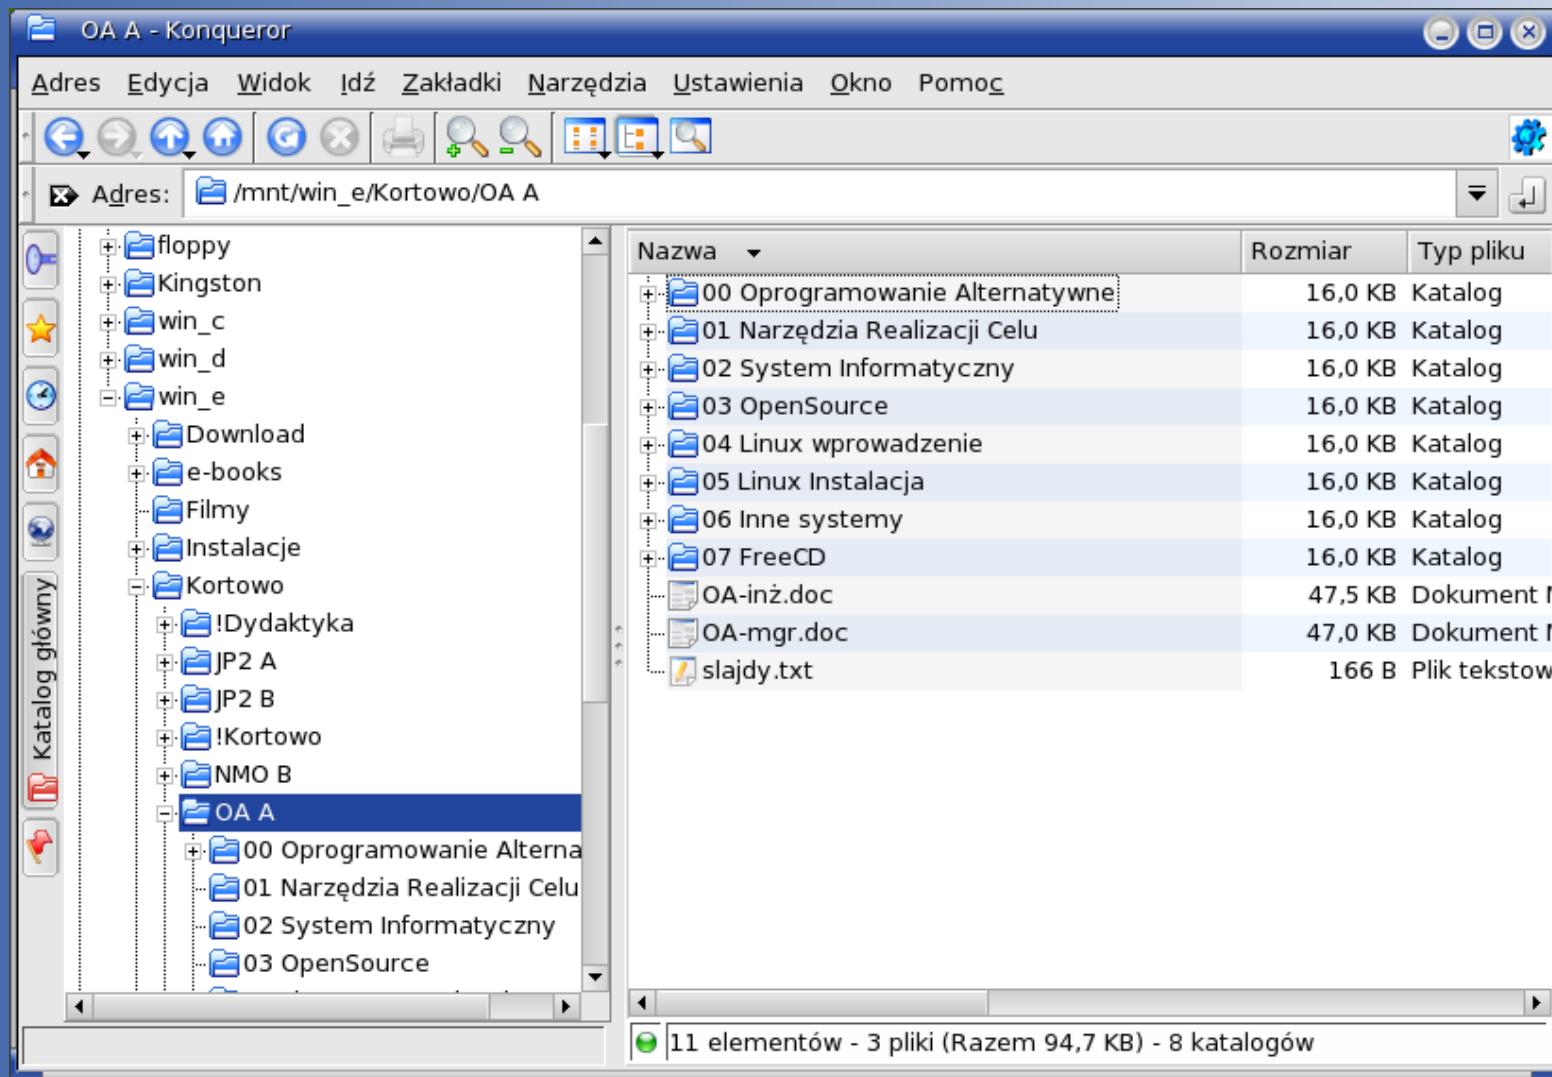 OA A - Konqueror
Adres Edycja Widok Idź Zakładki Narzędzia Ustawienia Okno Pomoc
Adres: /mnt/win_e/Kortowo/OA A
Katalog główny
floppy
Kingston
win_c
win_d
win_e
Download
e-books
Filmy
Instalacje
Kortowo
!Dydaktyka
JP2 A
JP2 B
!Kortowo
NMO B
OA A
00 Oprogramowanie Alterna
01 Narzędzia Realizacji Celu
02 System Informatyczny
03 OpenSource
Nazwa Rozmiar Typ pliku
00 Oprogramowanie Alternatywne 16,0 KB Katalog
01 Narzędzia Realizacji Celu 16,0 KB Katalog
02 System Informatyczny 16,0 KB Katalog
03 OpenSource 16,0 KB Katalog
04 Linux wprowadzenie 16,0 KB Katalog
05 Linux Instalacja 16,0 KB Katalog
06 Inne systemy 16,0 KB Katalog
07 FreeCD 16,0 KB Katalog
OA-inż.doc 47,5 KB Dokument
OA-mgr.doc 47,0 KB Dokument
slajdy.txt 166 B Plik tekstow
11 elementów - 3 pliki (Razem 94,7 KB) - 8 katalogów